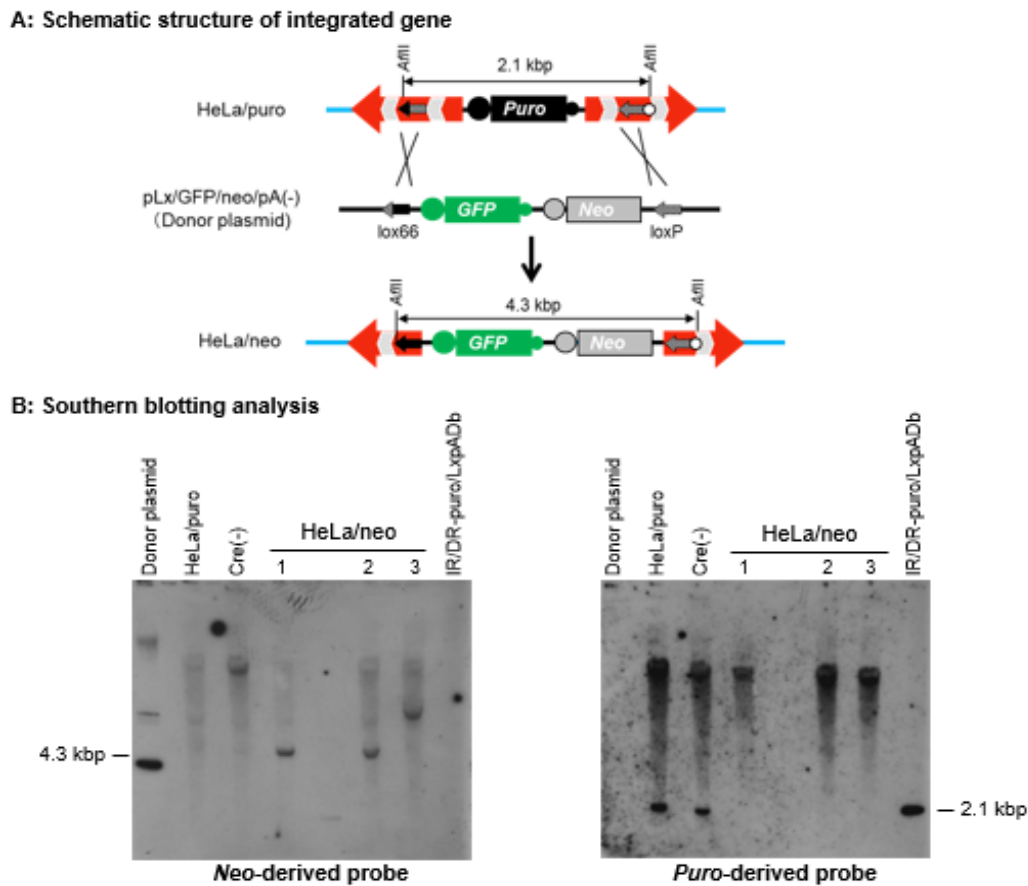 A: Schematic structure of integrated gene
AflII
2.1 kbp
AflII
HeLa/puro
Puro
pLx/GFP/neo/pA(-)
(Donor plasmid)
GFP
Neo
lox66
loxP
AflII
4.3 kbp
AflII
HeLa/neo
GFP
Neo
B: Southern blotting analysis
Donor plasmid
HeLa/puro
Cre(-)
HeLa/neo
1
2
3
IR/DR-puro/LxpADb
4.3 kbp
Neo-derived probe
Donor plasmid
HeLa/puro
Cre(-)
HeLa/neo
1
2
3
IR/DR-puro/LxpADb
2.1 kbp
Puro-derived probe